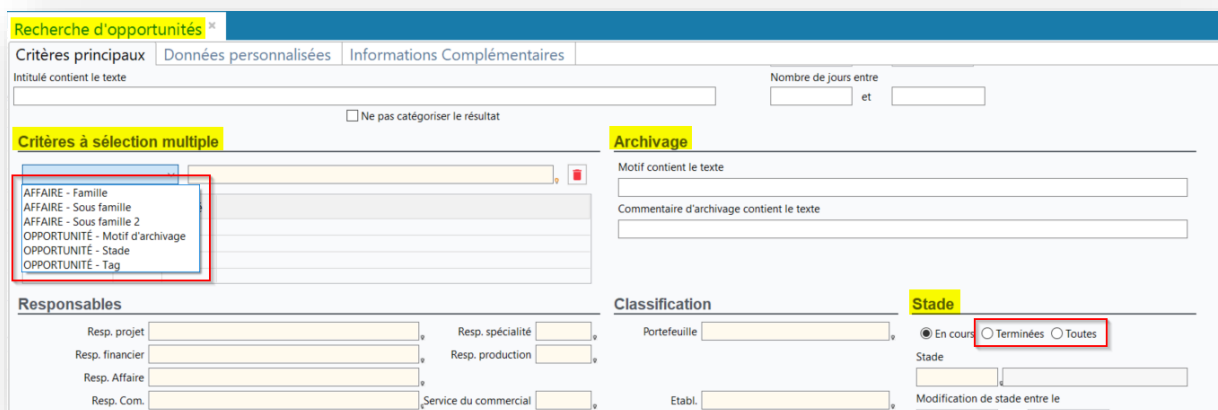 Recherche d'opportunités ×
Critères principaux Données personnalisées Informations Complémentaires
Intitulé contient le texte
Nombre de jours entre
et
Ne pas catégoriser le résultat
Critères à sélection multiple
Archivage
Motif contient le texte
AFFAIRE - Famille
AFFAIRE - Sous famille
AFFAIRE - Sous famille 2
OPPORTUNITÉ - Motif d'archivage
OPPORTUNITÉ - Stade
OPPORTUNITÉ - Tag
Commentaire d'archivage contient le texte
Responsables
Classification
Stade
Resp. projet
Resp. spécialité
Portefeuille
En cours Terminées Toutes
Resp. financier
Resp. production
Stade
Resp. Affaire
Resp. Com.
Service du commercial
Etabl.
Modification de stade entre le